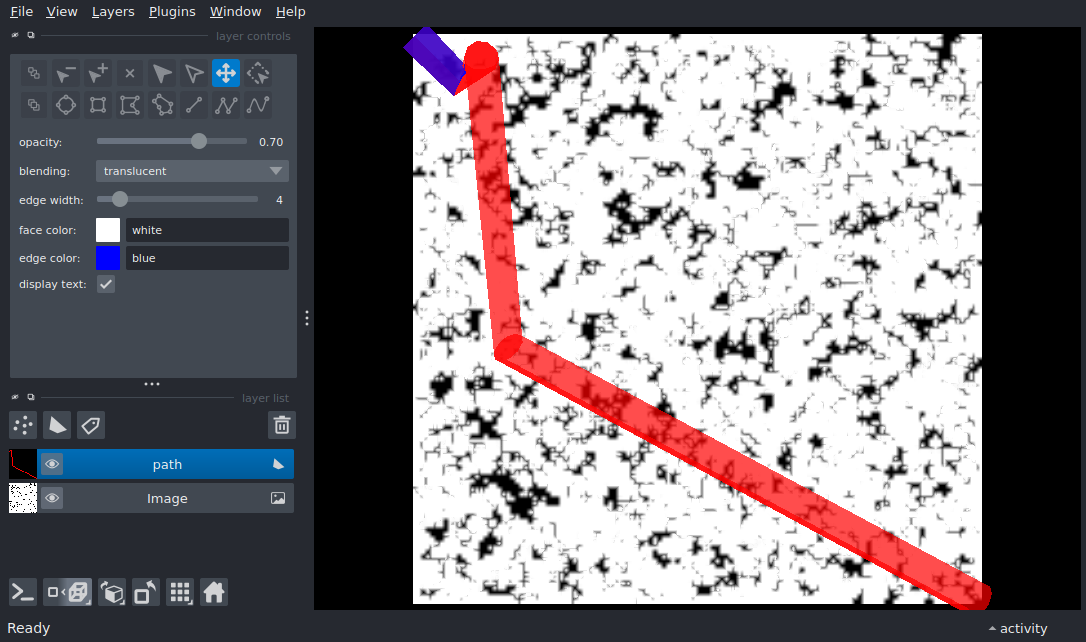 File View Layers Plugins Window Help
layer controls
opacity: 0.70
blending: translucent
edge width: 4
face color: white
edge color: blue
display text:
layer list
path
Image
Ready
activity